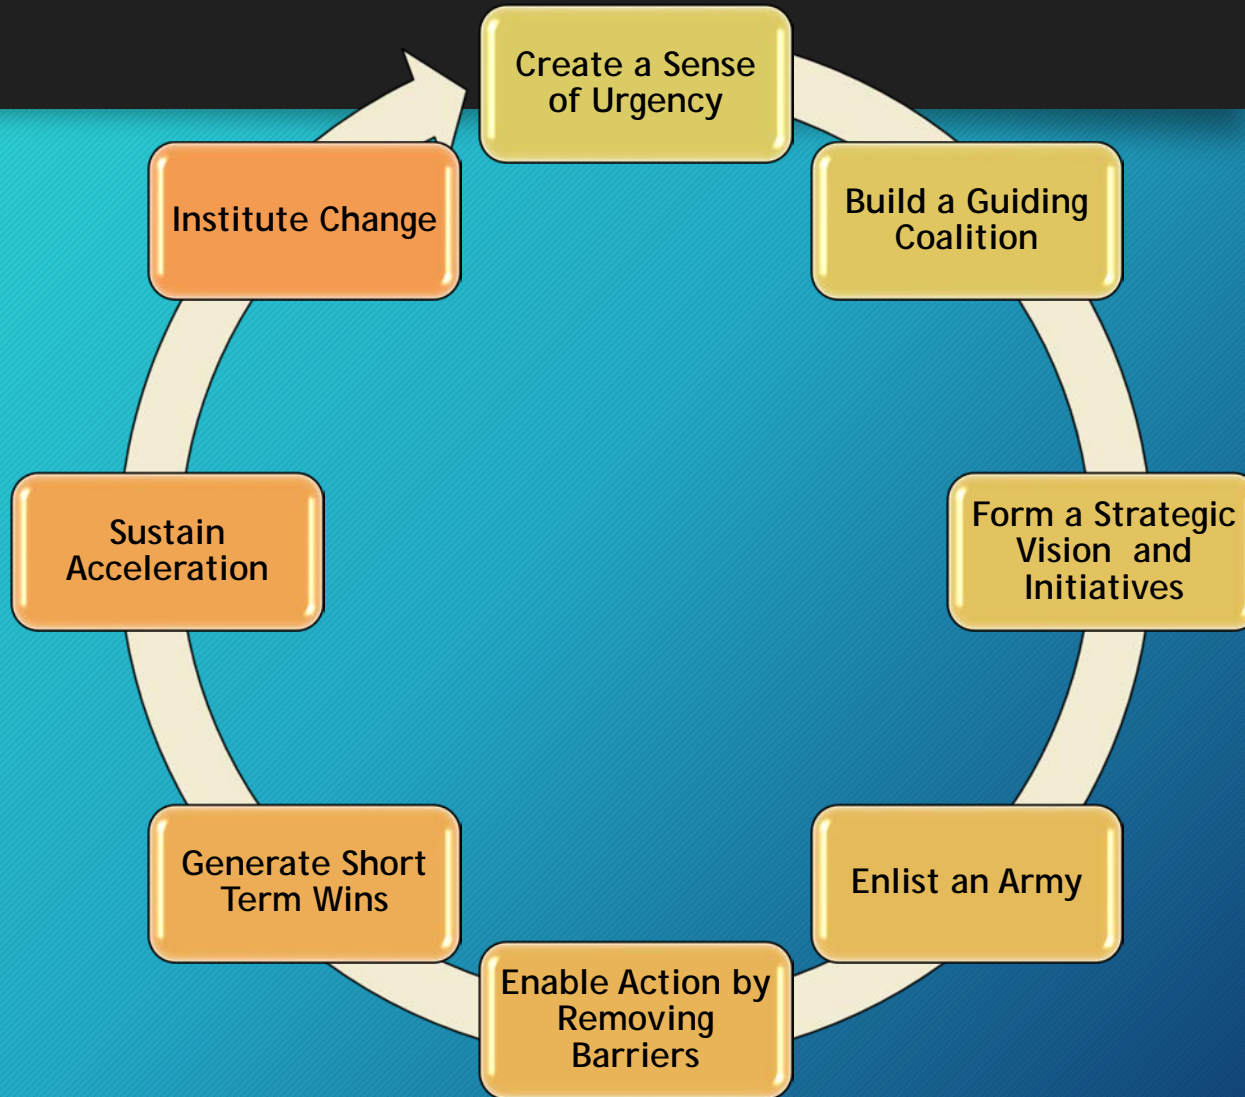 Create a Sense
of Urgency
Build a Guiding
Coalition
Form a Strategic
Vision  and
Initiatives
Enlist an Army
Enable Action by
Removing
Barriers
Generate Short
Term Wins
Sustain
Acceleration
Institute Change